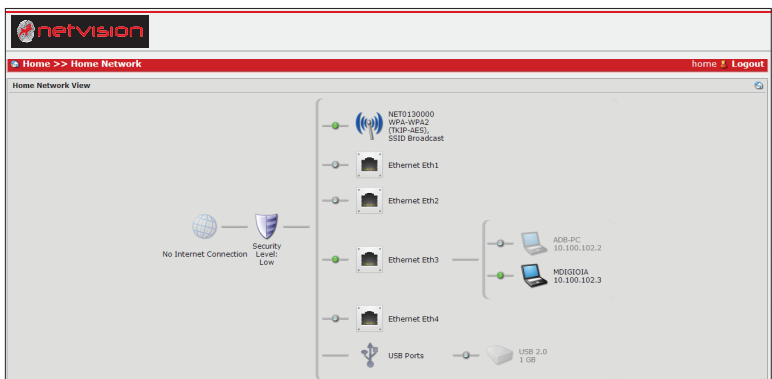 netvision
Home >> Home Network
home Logout
Home Network View
NET0130000
WPA-WPA2
(TKIP-AES),
SSID Broadcast
Ethernet Eth1
Ethernet Eth2
No Internet Connection
Security
Level:
Low
Ethernet Eth3
ADB-PC
10.100.102.2
MDIGIOIA
10.100.102.3
Ethernet Eth4
USB Ports
USB 2.0
1 GB